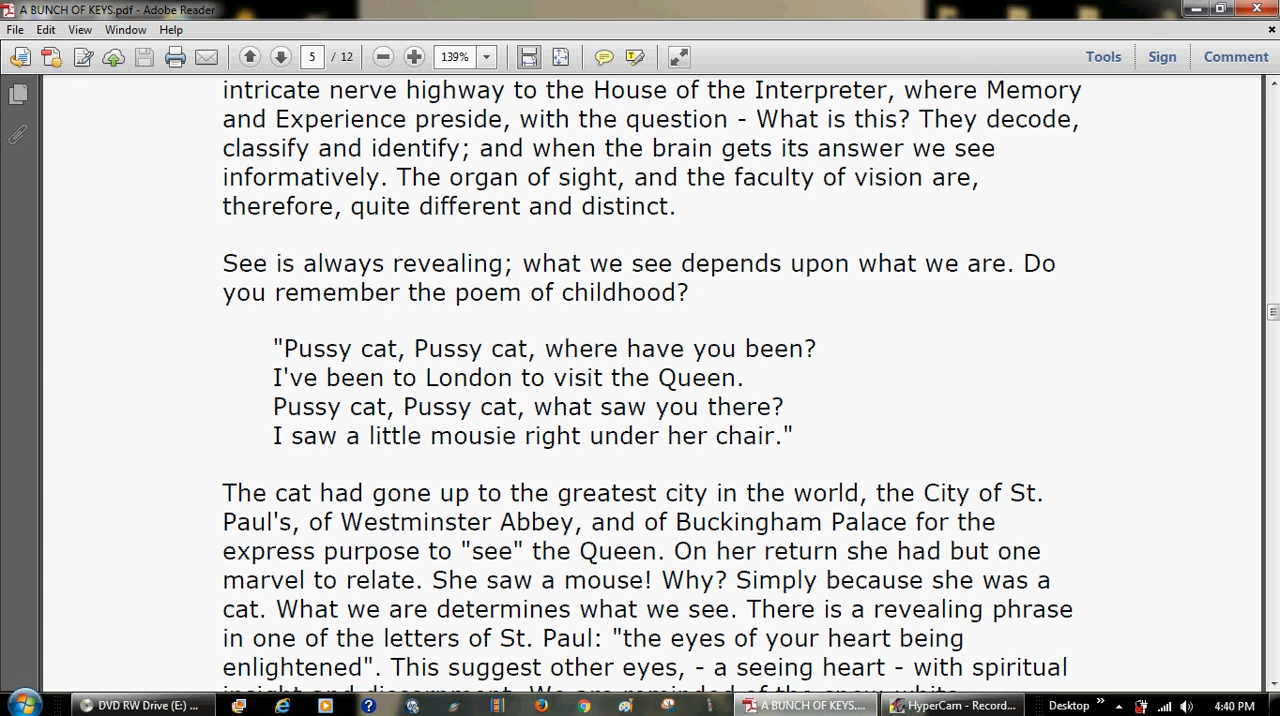 A BUNCH OF KEYS.pdf - Adobe Reader
File Edit View Window Help
5 / 12 139% Tools Sign Comment
intricate nerve highway to the House of the Interpreter, where Memory
and Experience preside, with the question - What is this? They decode,
classify and identify; and when the brain gets its answer we see
informatively. The organ of sight, and the faculty of vision are,
therefore, quite different and distinct.
See is always revealing; what we see depends upon what we are. Do
you remember the poem of childhood?
"Pussy cat, Pussy cat, where have you been?
I've been to London to visit the Queen.
Pussy cat, Pussy cat, what saw you there?
I saw a little mousie right under her chair."
The cat had gone up to the greatest city in the world, the City of St.
Paul's, of Westminster Abbey, and of Buckingham Palace for the
express purpose to "see" the Queen. On her return she had but one
marvel to relate. She saw a mouse! Why? Simply because she was a
cat. What we are determines what we see. There is a revealing phrase
in one of the letters of St. Paul: "the eyes of your heart being
enlightened". This suggest other eyes, - a seeing heart - with spiritual
insight and discernment. We are reminded of the snow-white
DVD RW Drive (E:) ... A BUNCH OF KEYS.... HyperCam - Record... Desktop 4:40 PM